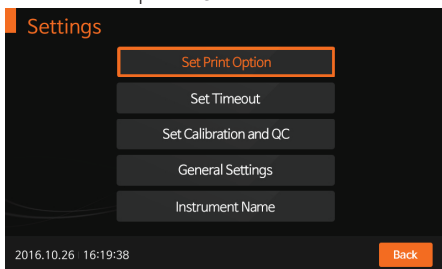 Settings
Set Print Option
Set Timeout
Set Calibration and QC
General Settings
Instrument Name
2016.10.26 16:19:38
Back